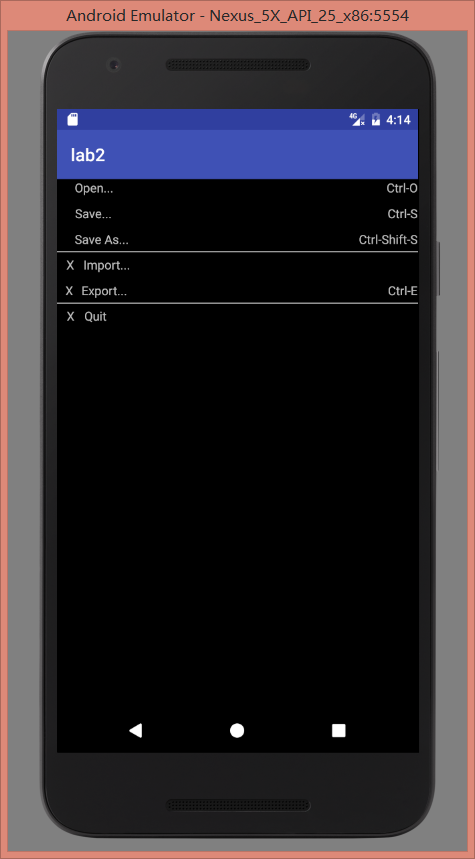 Android Emulator - Nexus_5X_API_25_x86:5554
4G 4:14
lab2
Open... Ctrl-O
Save... Ctrl-S
Save As... Ctrl-Shift-S
X Import...
X Export... Ctrl-E
X Quit